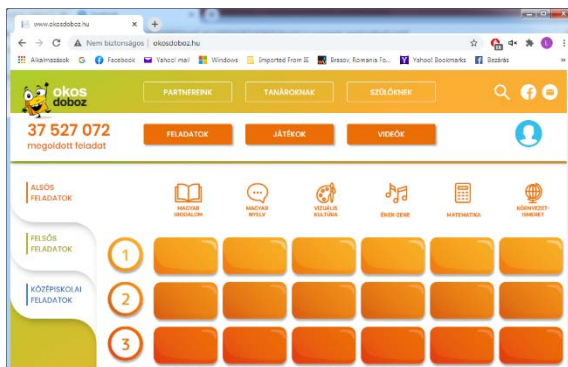 www.okosdoboz.hu
Nem biztonságos | okosdoboz.hu
Alkalmazások Facebook Yahoo! mail Windows Imported From IE Brasov, Romania Fo... Yahoo! Bookmarks Bezárás
okos
doboz
PARTNEREINK TANÁROKNAK SZÜLŐKNEK
37 527 072
megoldott feladat
FELADATOK JÁTÉKOK VIDEÓK
ALSÓS
FELADATOK
MAGYAR
IRODALOM
MAGYAR
NYELV
VIZUÁLIS
KULTÚRA
ÉNEK-ZENE
MATEMATIKA
KÖRNYEZET-
ISMERET
FELSŐS
FELADATOK
1
KÖZÉPISKOLAI
FELADATOK
2
3